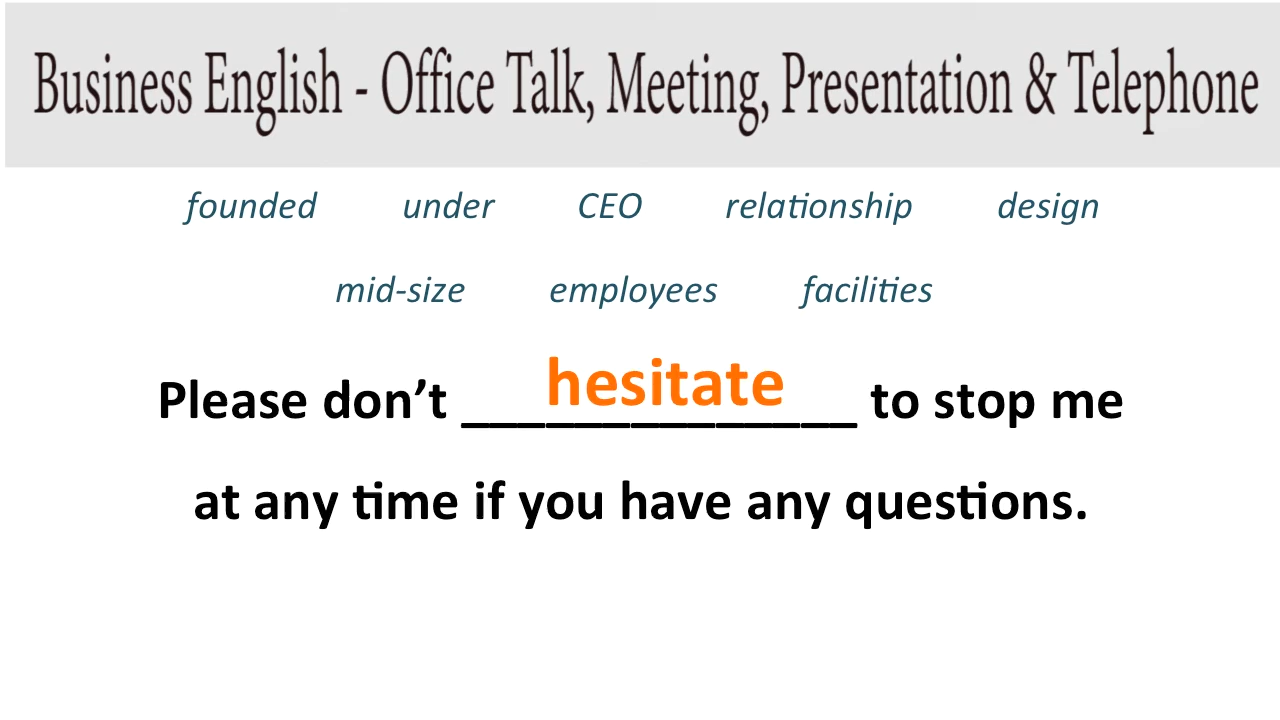 Business English - Office Talk, Meeting, Presentation & Telephone
founded under CEO relationship design
mid-size employees facilities
Please don’t ______________ to stop me
hesitate
at any time if you have any questions.